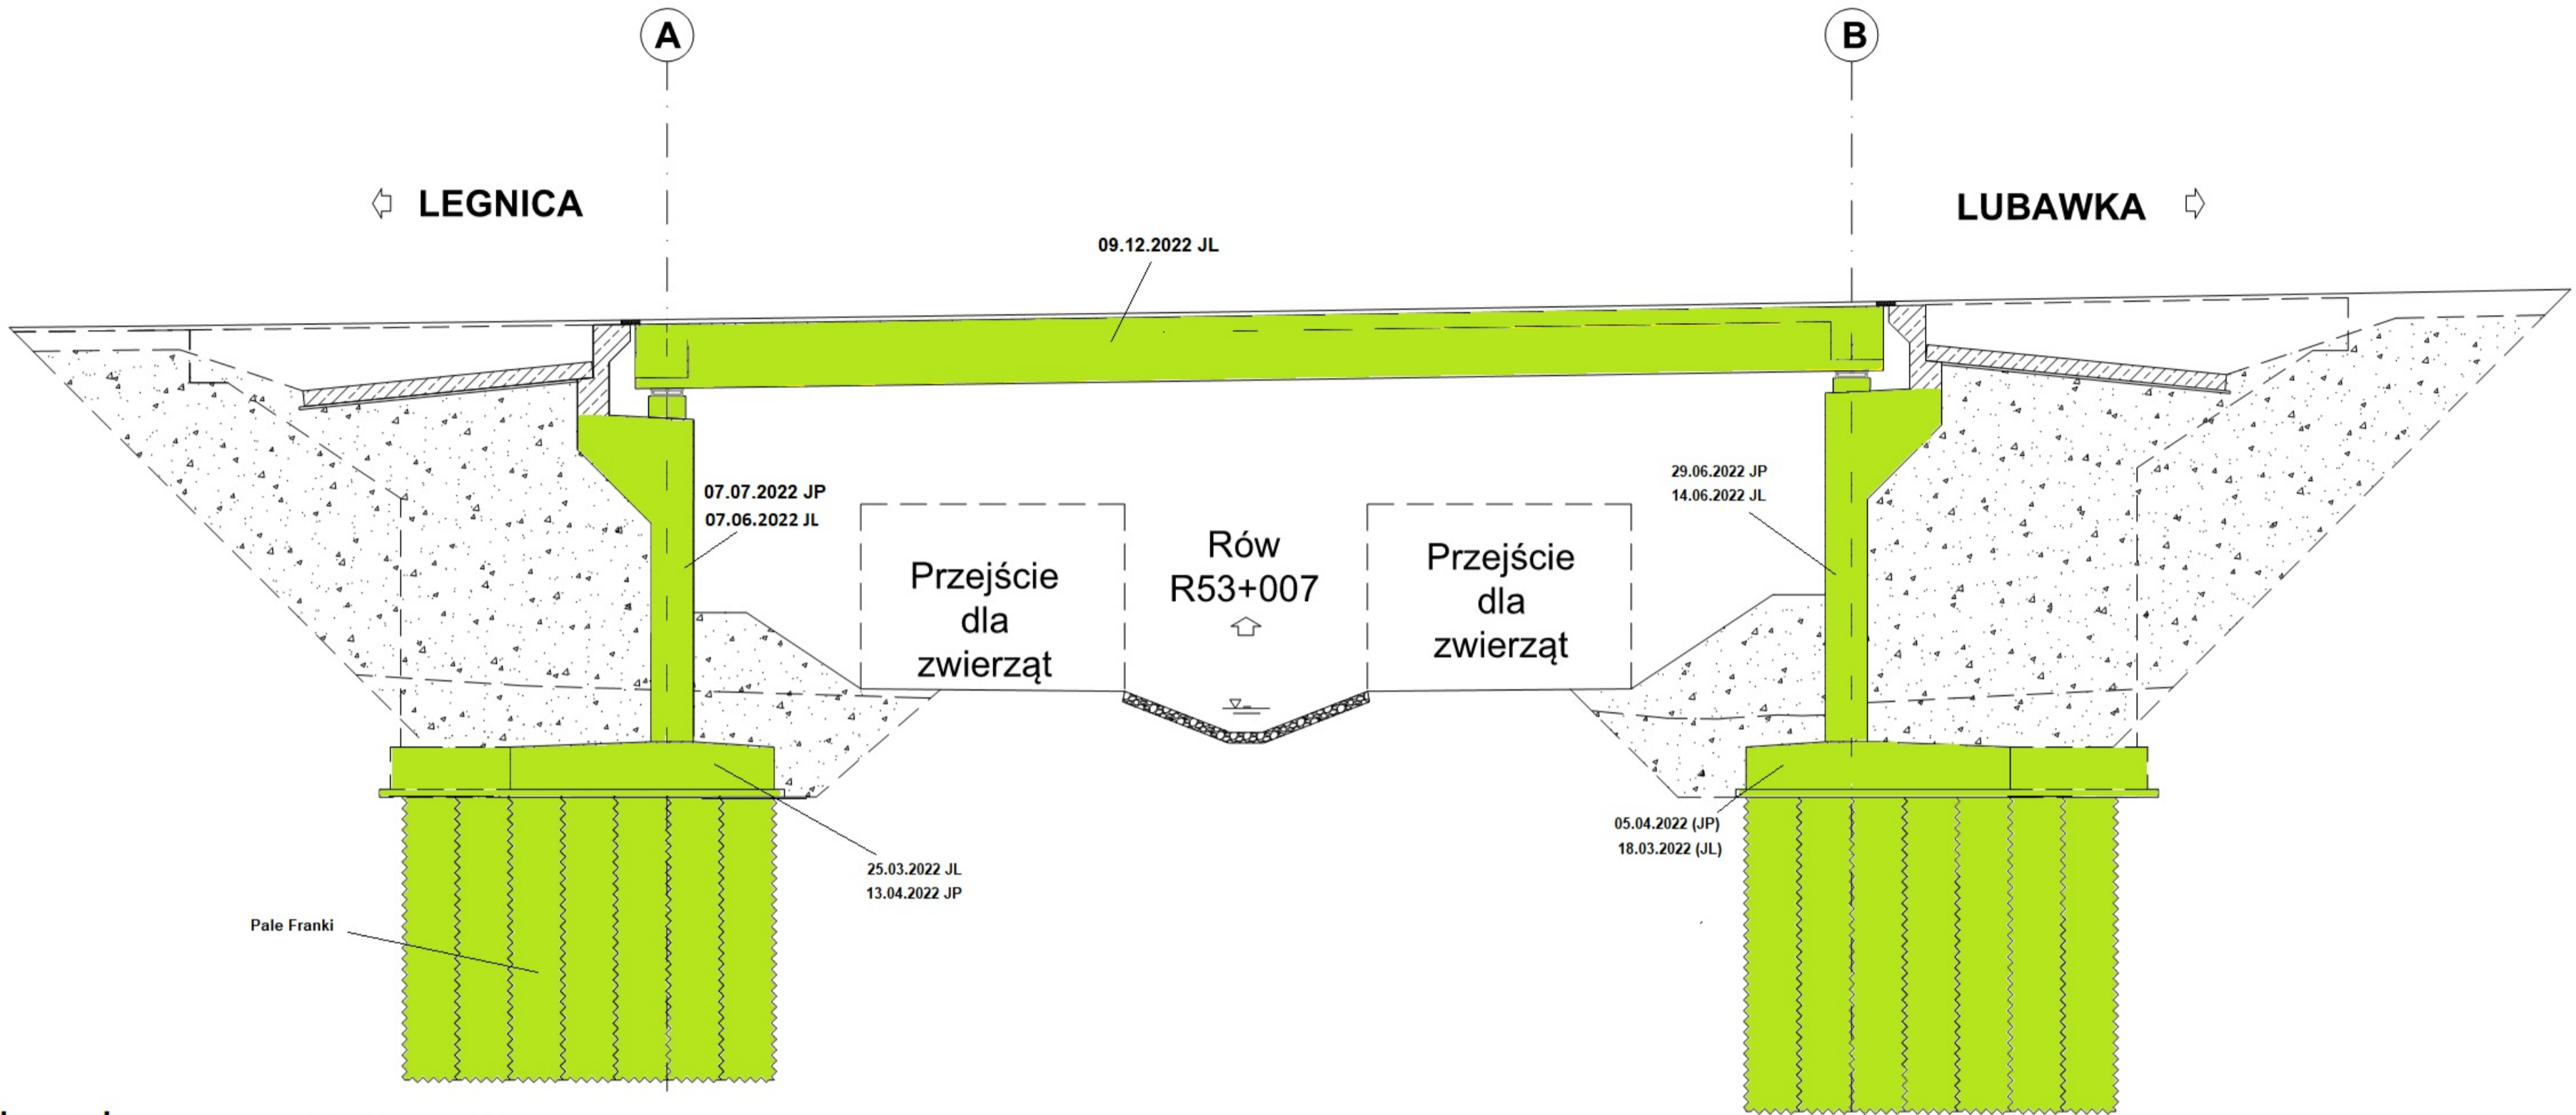 A
B
LEGNICA
LUBAWKA
09.12.2022 JL
07.07.2022 JP
07.06.2022 JL
29.06.2022 JP
14.06.2022 JL
Przejście
dla
zwierząt
Rów
R53+007
Przejście
dla
zwierząt
25.03.2022 JL
13.04.2022 JP
05.04.2022 (JP)
18.03.2022 (JL)
Pale Franki